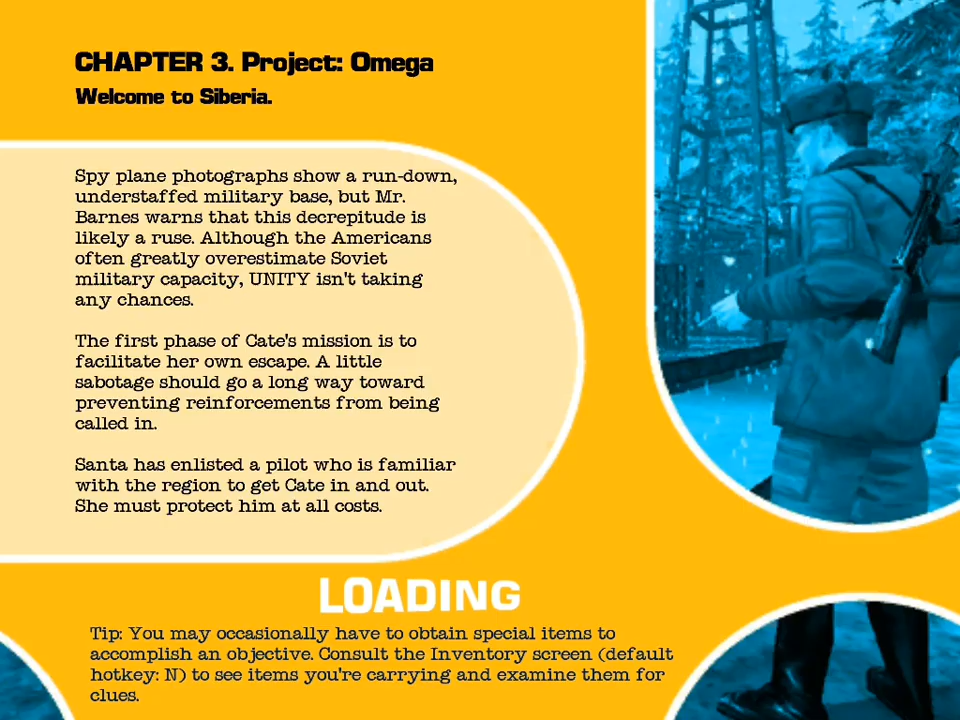 CHAPTER 3. Project: Omega
Welcome to Siberia.
Spy plane photographs show a run-down,
understaffed military base, but Mr.
Barnes warns that this decrepitude is
likely a ruse. Although the Americans
often greatly overestimate Soviet
military capacity, UNITY isn't taking
any chances.
The first phase of Cate's mission is to
facilitate her own escape. A little
sabotage should go a long way toward
preventing reinforcements from being
called in.
Santa has enlisted a pilot who is familiar
with the region to get Cate in and out.
She must protect him at all costs.
LOADING
Tip: You may occasionally have to obtain special items to
accomplish an objective. Consult the Inventory screen (default
hotkey: N) to see items you're carrying and examine them for
clues.